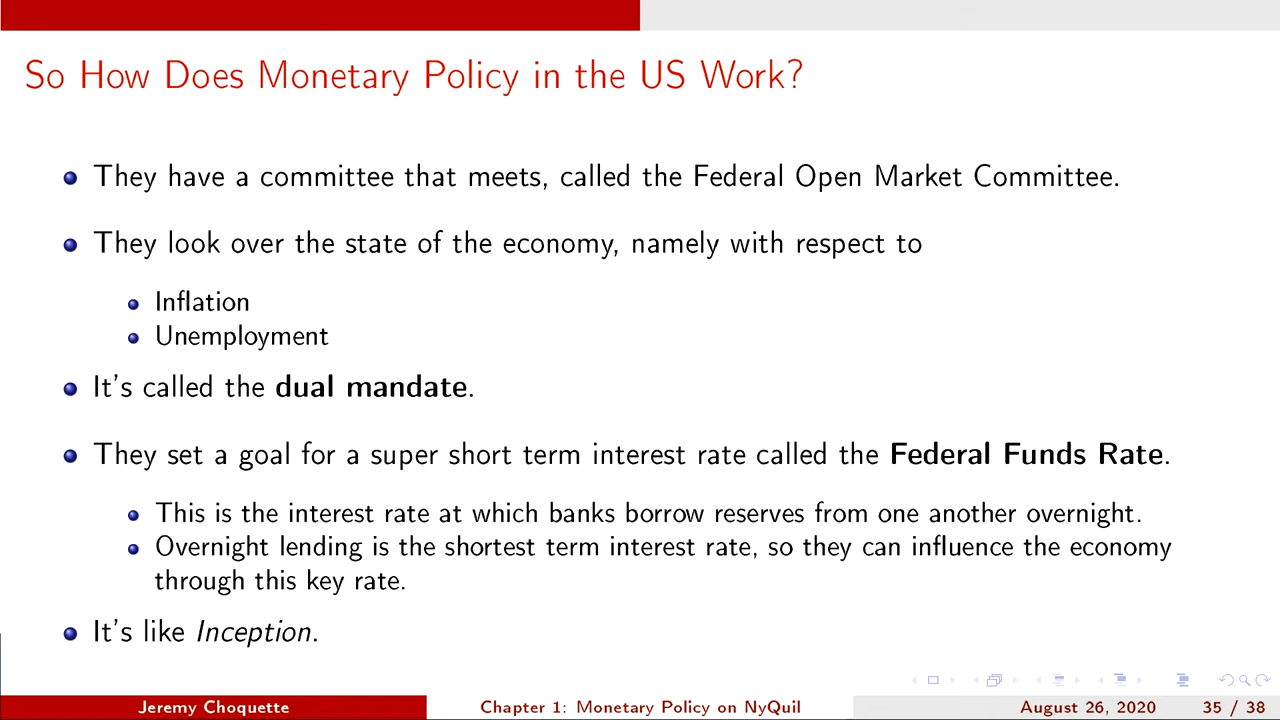 So How Does Monetary Policy in the US Work?
They have a committee that meets, called the Federal Open Market Committee.
They look over the state of the economy, namely with respect to
Inflation
Unemployment
It's called the dual mandate.
They set a goal for a super short term interest rate called the Federal Funds Rate.
This is the interest rate at which banks borrow reserves from one another overnight.
Overnight lending is the shortest term interest rate, so they can influence the economy
through this key rate.
It's like Inception.
Jeremy Choquette
Chapter 1: Monetary Policy on NyQuil
August 26, 2020
35 / 38